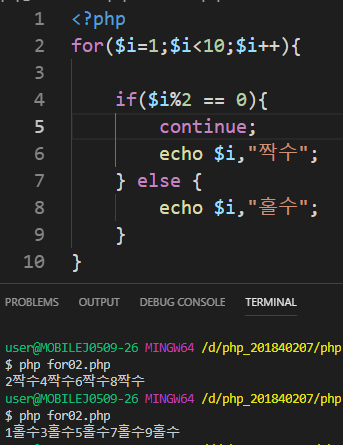 1 <?php
2 for($i=1;$i<10;$i++){
3
4 if($i%2 == 0){
5 continue;
6 echo $i,"짝수";
7 } else {
8 echo $i,"홀수";
9 }
10 }
PROBLEMS OUTPUT DEBUG CONSOLE TERMINAL
user@MOBILEJ0509-26 MINGW64 /d/php_201840207/php
$ php for02.php
2짝수4짝수6짝수8짝수
user@MOBILEJ0509-26 MINGW64 /d/php_201840207/php
$ php for02.php
1홀수3홀수5홀수7홀수9홀수